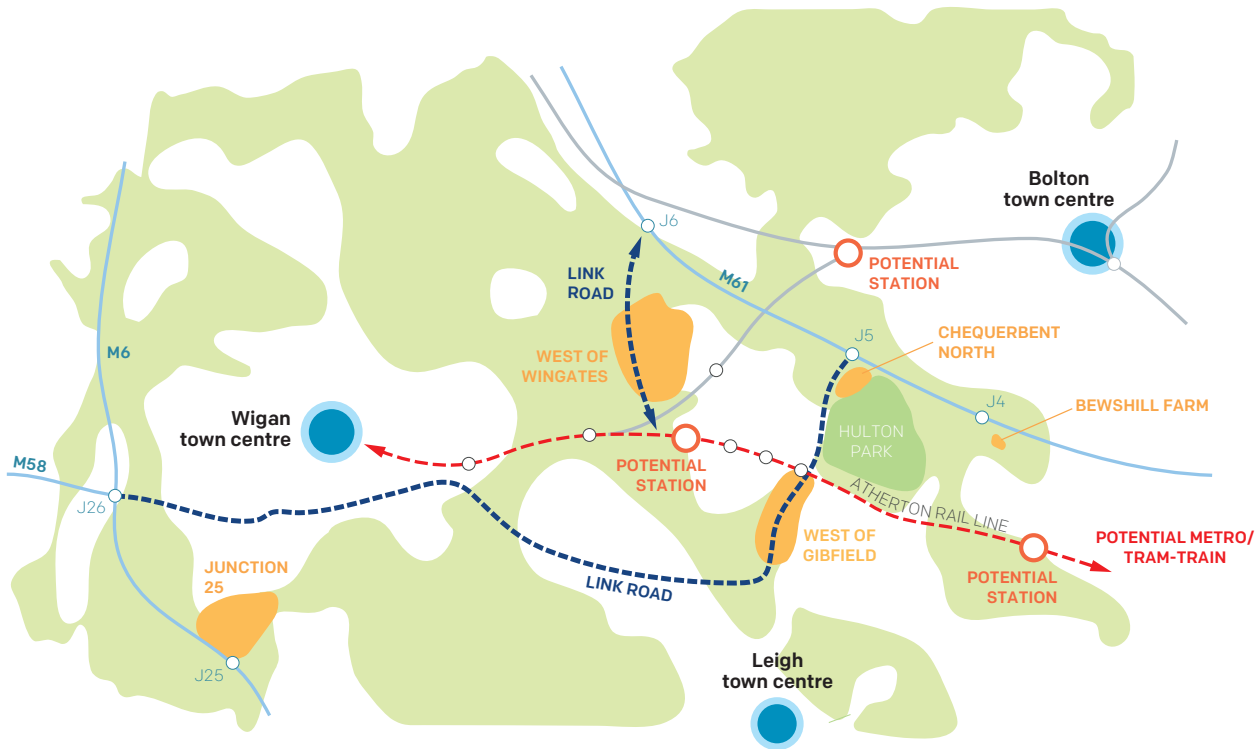 Bolton
town centre
J6
LINK
ROAD
M61
POTENTIAL
STATION
J5
CHEQUERBENT
NORTH
M6
WEST OF
WINGATES
J4
BEWSHILL FARM
Wigan
town centre
HULTON
PARK
M58
POTENTIAL
STATION
J26
ATHERTON RAIL LINE
WEST OF
GIBFIELD
POTENTIAL METRO/
TRAM-TRAIN
JUNCTION
25
LINK ROAD
POTENTIAL
STATION
J25
Leigh
town centre